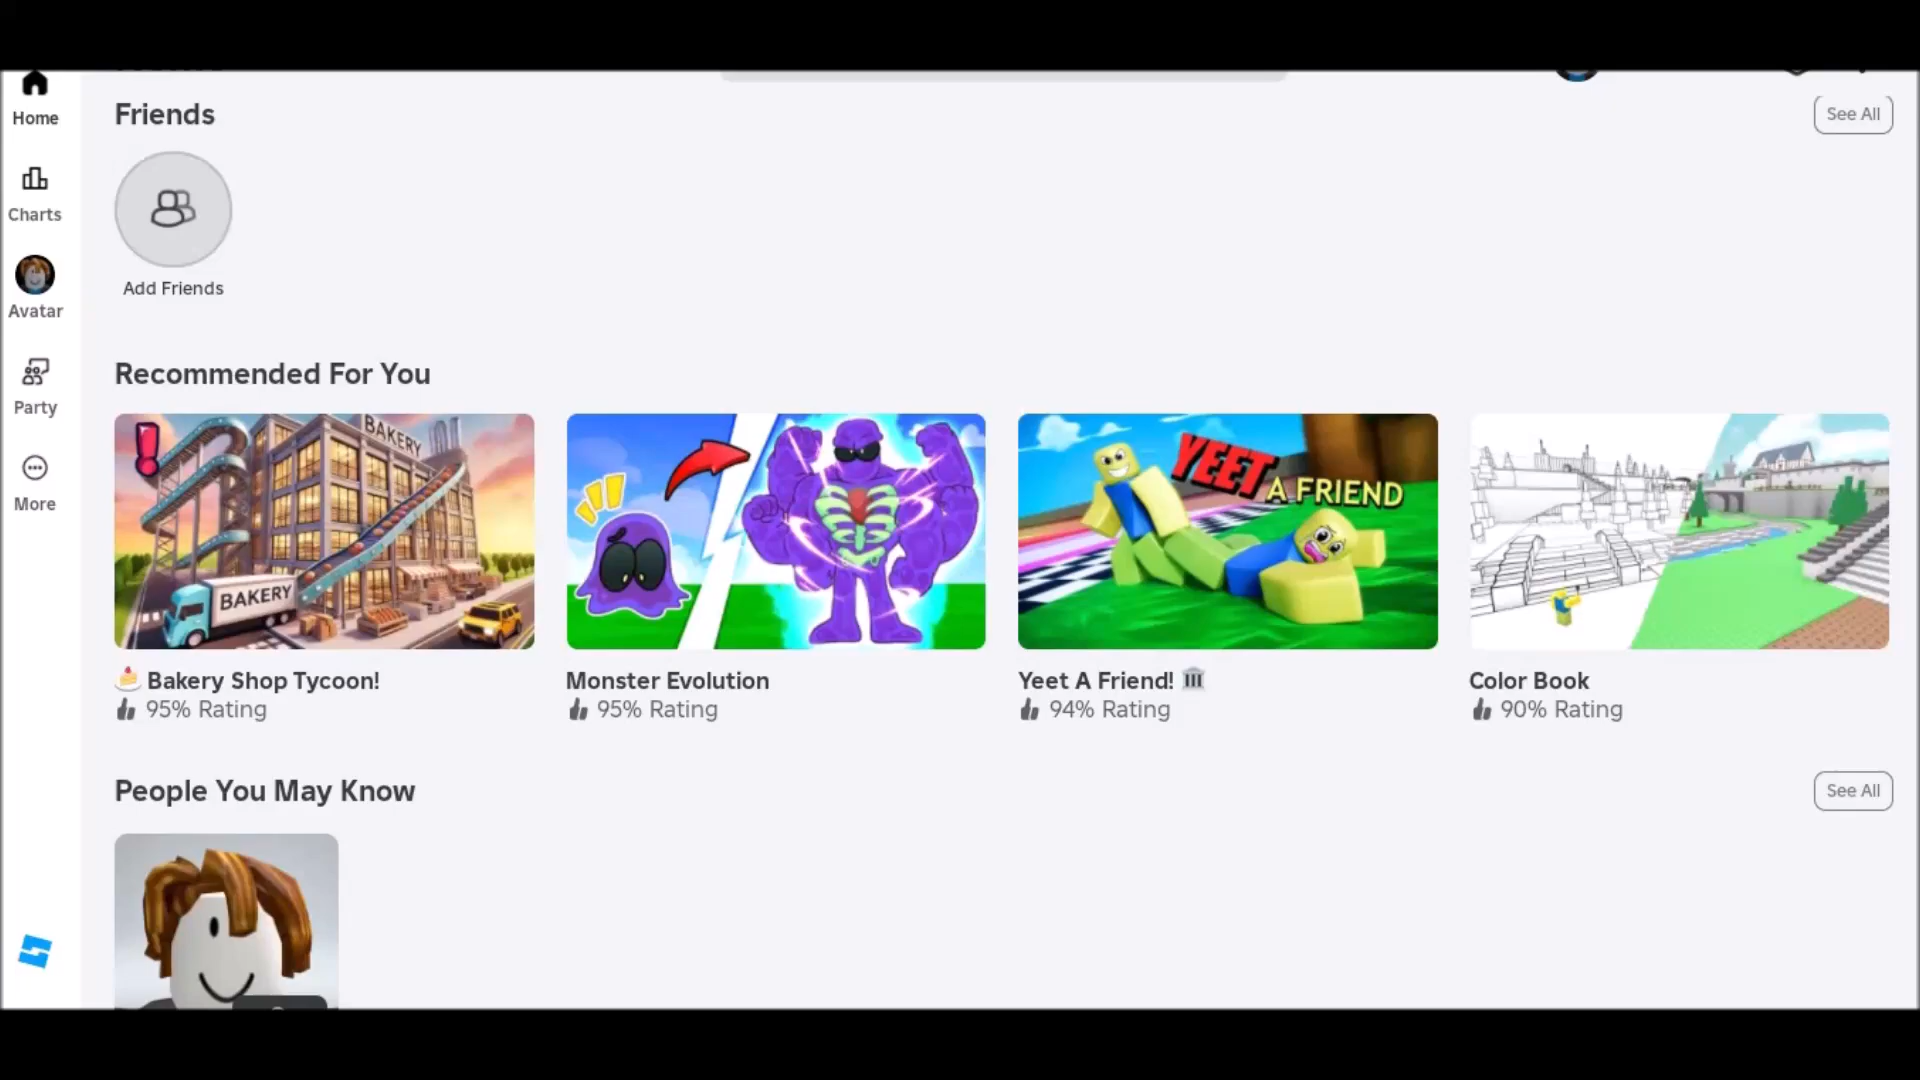 Home
Charts
Avatar
Party
More
Friends
See All
Add Friends
Recommended For You
BAKERY
BAKERY
YEET
A FRIEND
Bakery Shop Tycoon!
95% Rating
Monster Evolution
95% Rating
Yeet A Friend!
94% Rating
Color Book
90% Rating
People You May Know
See All